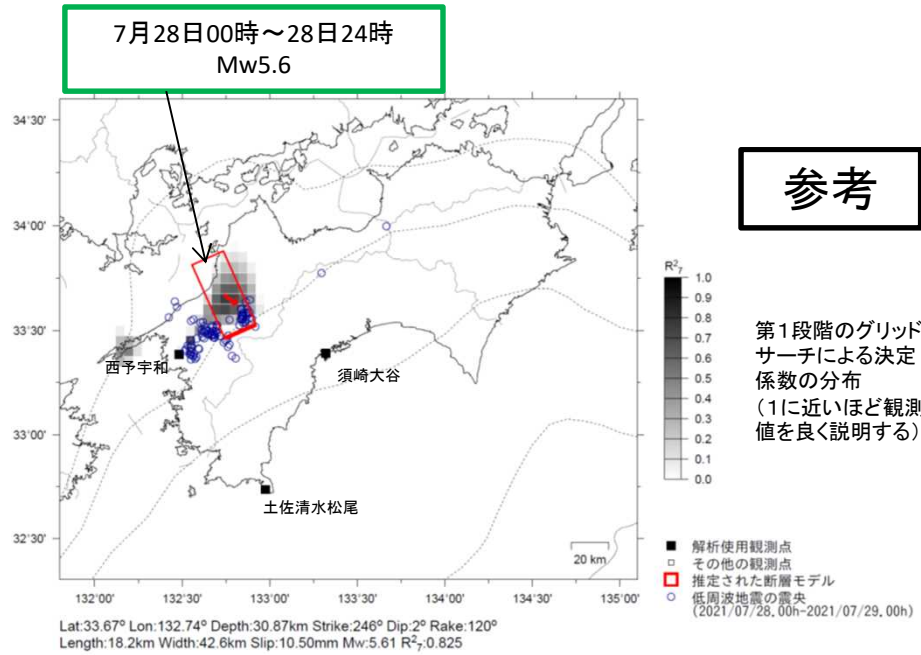 7月28日00時～28日24時
Mw5.6
参考
34°30'
34°00'
33°30'
33°00'
32°30'
132°00'
132°30'
133°00'
133°30'
134°00'
134°30'
135°00'
西予宇和
須崎大谷
土佐清水松尾
20 km
R²₇
1.0
0.9
0.8
0.7
0.6
0.5
0.4
0.3
0.2
0.1
0.0
第１段階のグリッド
サーチによる決定
係数の分布
（１に近いほど観測
値を良く説明する）
解析使用観測点
その他の観測点
推定された断層モデル
低周波地震の震央
(2021/07/28,00h-2021/07/29,00h)
Lat:33.67° Lon:132.74° Depth:30.87km Strike:246° Dip:2° Rake:120°
Length:18.2km Width:42.6km Slip:10.50mm Mw:5.61 R²₇:0.825